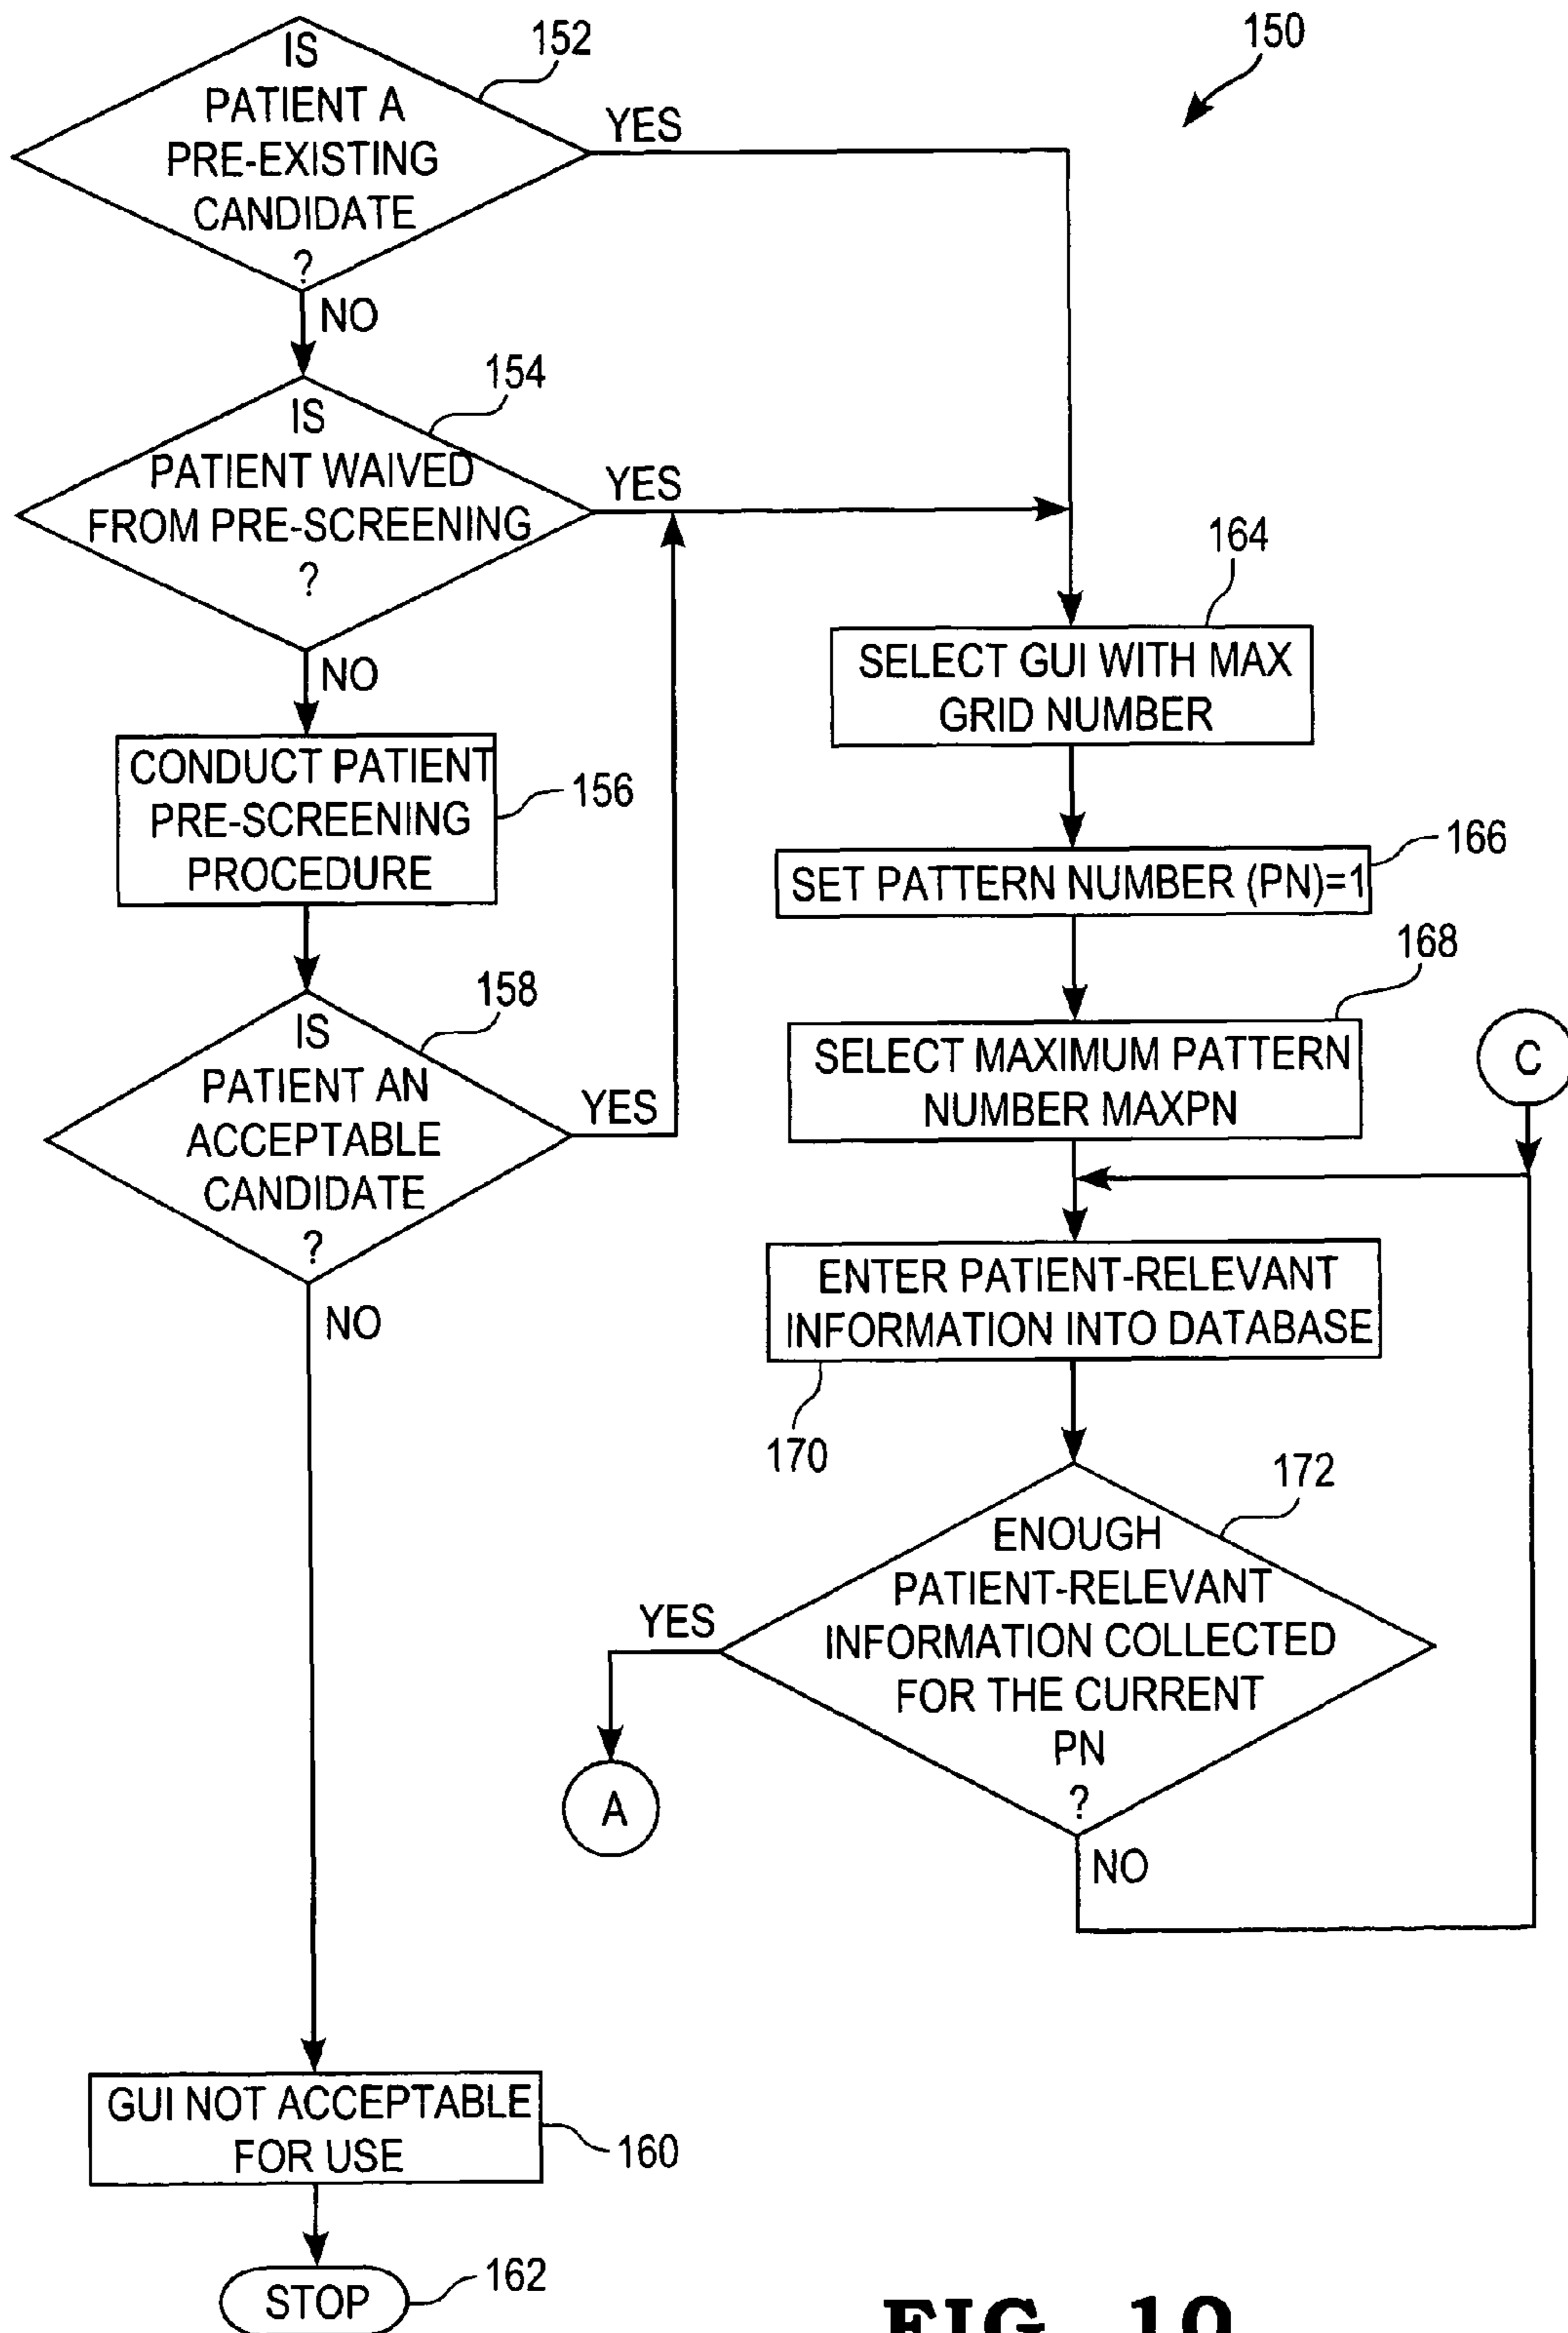 IS
PATIENT A
PRE-EXISTING
CANDIDATE
?
152
YES
150
NO
IS
PATIENT WAIVED
FROM PRE-SCREENING
?
154
YES
NO
CONDUCT PATIENT
PRE-SCREENING
PROCEDURE
156
IS
PATIENT AN
ACCEPTABLE
CANDIDATE
?
158
YES
NO
GUI NOT ACCEPTABLE
FOR USE
160
STOP
162
164
SELECT GUI WITH MAX
GRID NUMBER
166
SET PATTERN NUMBER (PN)=1
168
SELECT MAXIMUM PATTERN
NUMBER MAXPN
C
ENTER PATIENT-RELEVANT
INFORMATION INTO DATABASE
170
172
ENOUGH
PATIENT-RELEVANT
INFORMATION COLLECTED
FOR THE CURRENT
PN
?
YES
A
NO
FIG. 10